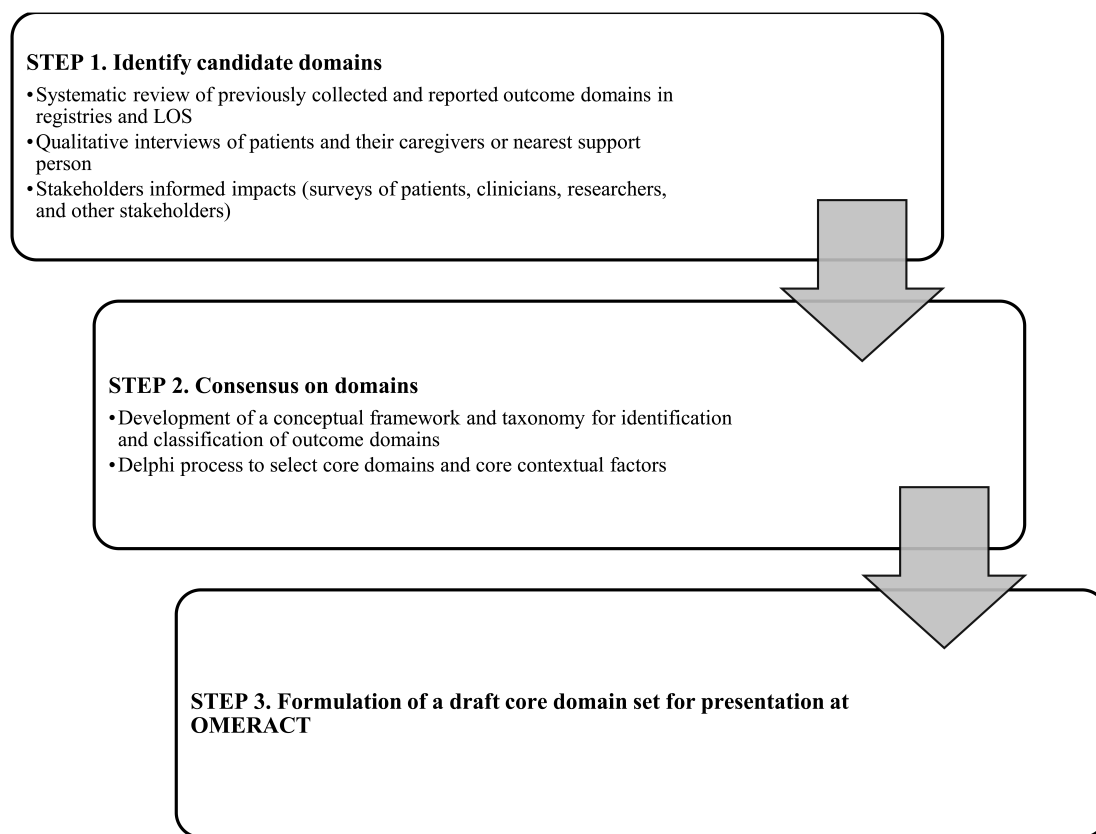 STEP 1. Identify candidate domains
•Systematic review of previously collected and reported outcome domains in
registries and LOS
•Qualitative interviews of patients and their caregivers or nearest support
person
•Stakeholders informed impacts (surveys of patients, clinicians, researchers,
and other stakeholders)
STEP 2. Consensus on domains
•Development of a conceptual framework and taxonomy for identification
and classification of outcome domains
•Delphi process to select core domains and core contextual factors
STEP 3. Formulation of a draft core domain set for presentation at
OMERACT